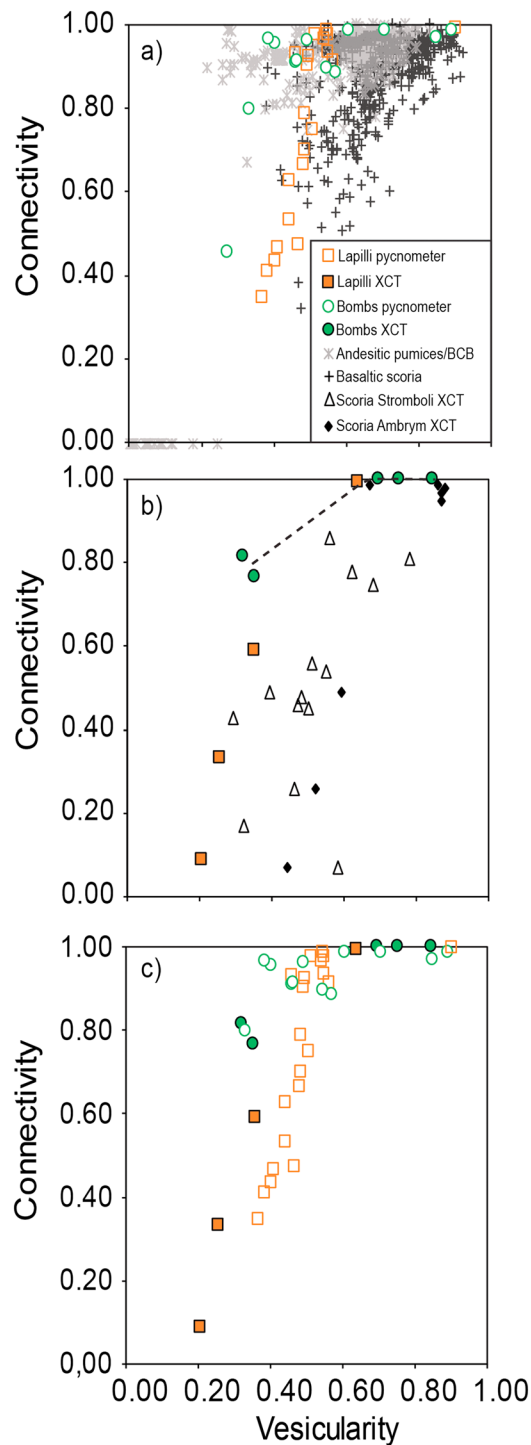 a)
1.00
0.80
0.60
0.40
0.20
0.00
Connectivity
Lapilli pycnometer
Lapilli XCT
Bombs pycnometer
Bombs XCT
Andesitic pumices/BCB
Basaltic scoria
Scoria Stromboli XCT
Scoria Ambrym XCT
b)
1.00
0.80
0.60
0.40
0.20
0.00
Connectivity
c)
1.00
0.80
0.60
0.40
0.20
0,00
Connectivity
0.00 0.20 0.40 0.60 0.80 1.00
Vesicularity